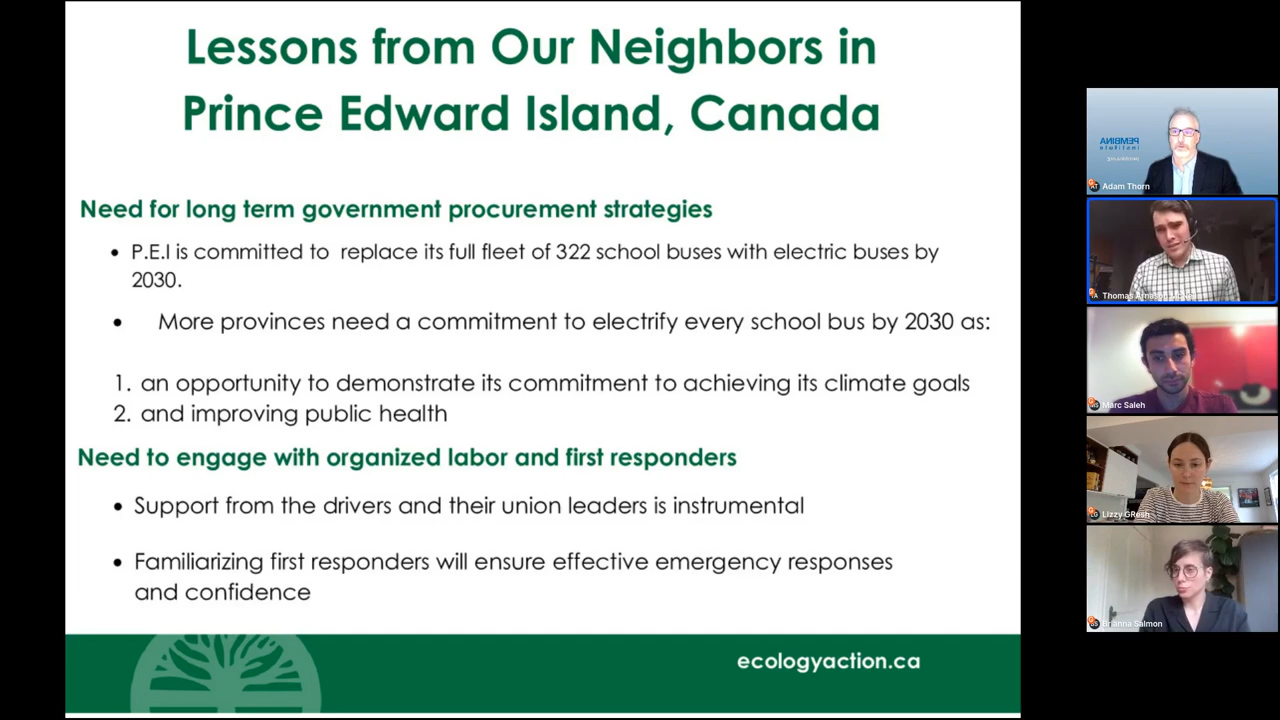 Lessons from Our Neighbors in
Prince Edward Island, Canada
Need for long term government procurement strategies
• P.E.I is committed to replace its full fleet of 322 school buses with electric buses by
2030.
• More provinces need a commitment to electrify every school bus by 2030 as:
1. an opportunity to demonstrate its commitment to achieving its climate goals
2. and improving public health
Need to engage with organized labor and first responders
• Support from the drivers and their union leaders is instrumental
• Familiarizing first responders will ensure effective emergency responses
and confidence
ecologyaction.ca
PEMBINA
institute
Adam Thorn
Thomas
Marc Saleh
Lizzy GResh
Brianna Salmon